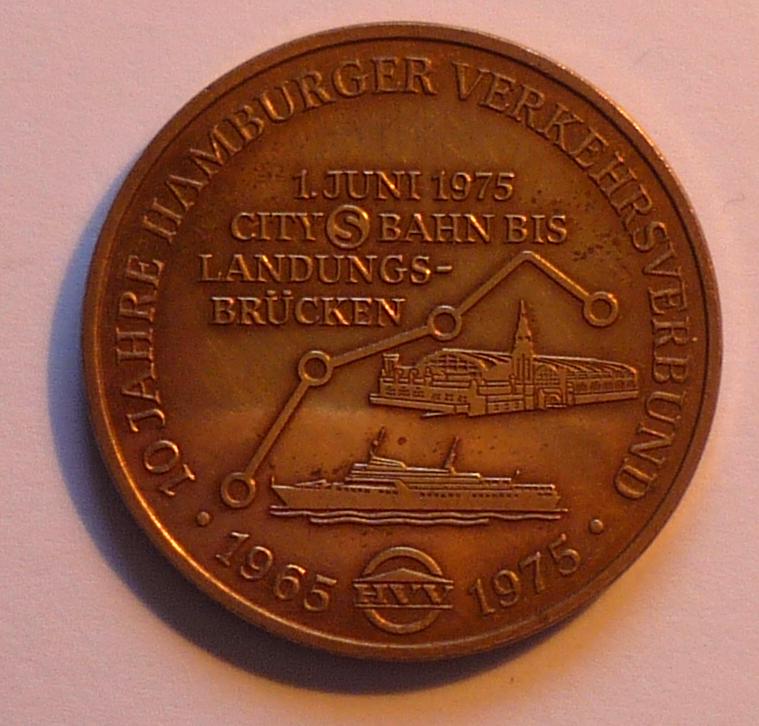 10 JAHRE HAMBURGER VERKEHRSVERBUND
1. JUNI 1975
CITY S BAHN BIS
LANDUNGS-
BRÜCKEN
• 1965 HVV 1975 •